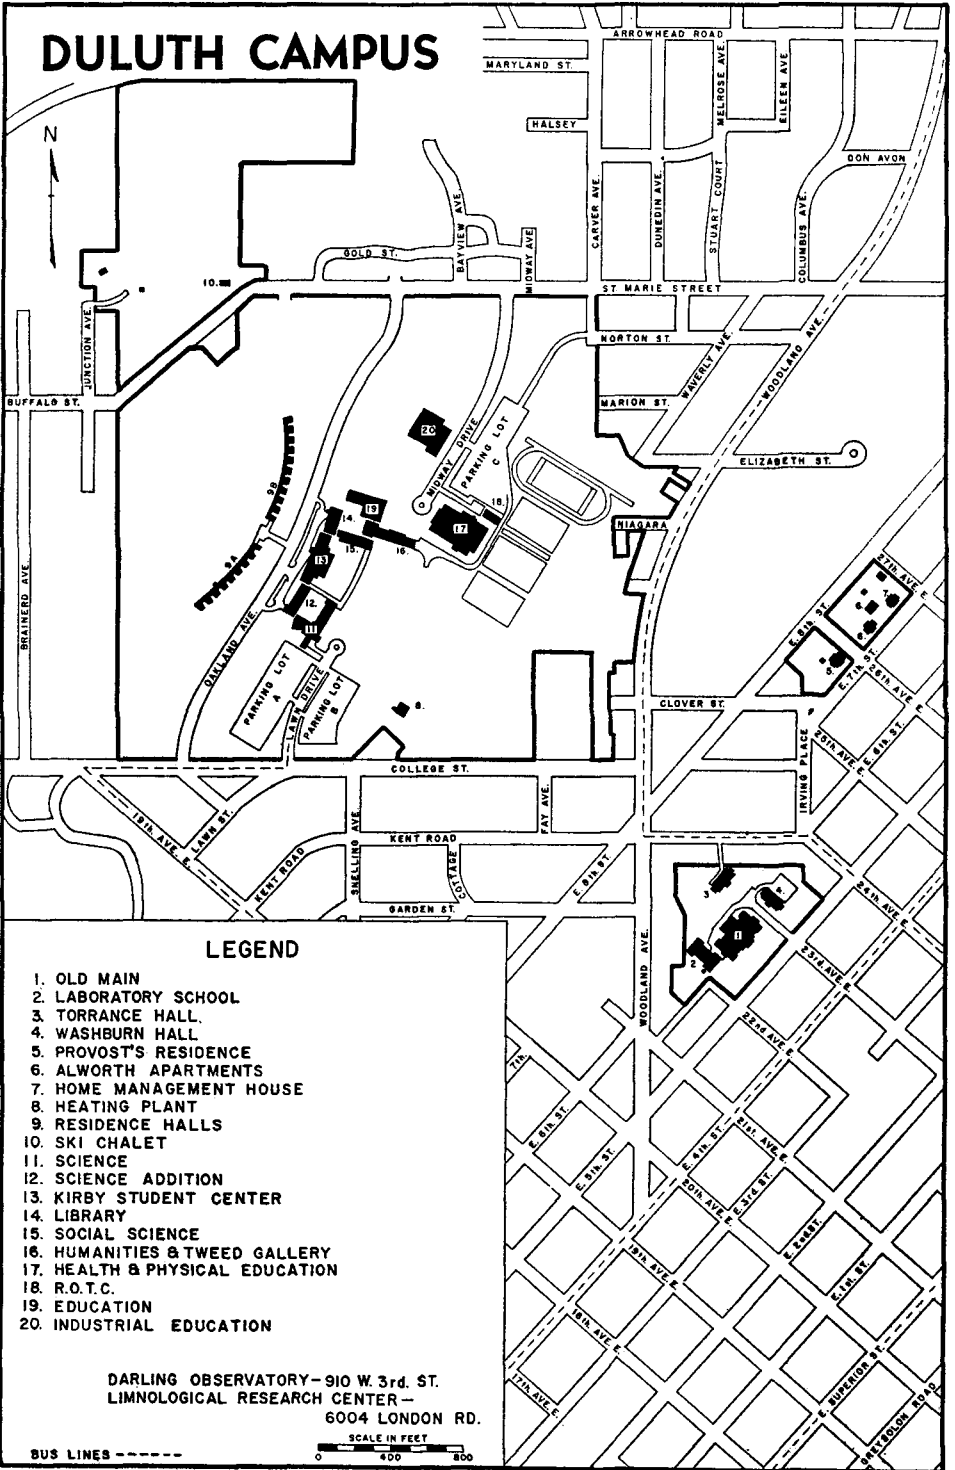 DULUTH CAMPUS
N
ARROWHEAD ROAD
MARYLAND ST.
MELROSE AVE.
EILEEN AVE
HALSEY
DON AVON
CARVER AVE.
DUNEDIN AVE.
STUART COURT
COLUMBUS AVE.
BAYVIEW AVE.
GOLD ST.
MIDWAY AVE
10.
ST. MARIE STREET
JUNCTION AVE.
NORTON ST.
WAVERLY AVE.
WOODLAND AVE.
BUFFALO ST.
MARION ST.
20
MIDWAY DRIVE
PARKING LOT
C
ELIZABETH ST.
9B
19
18.
14.
17
NIAGARA
15.
16.
13
9A
12.
11
BRAINERD AVE.
OAKLAND AVE.
27th. AVE. E.
7.
6.
6.
E. 8th. ST.
5.
E. 7th. ST.
26th. AVE. E.
PARKING LOT
A
LAWN DRIVE
PARKING LOT
B
8.
CLOVER ST.
25th. AVE. E.
E. 6th. ST.
IRVING PLACE
COLLEGE ST.
19th. AVE. E.
LAWN ST.
SNELLING AVE
FAY AVE.
KENT ROAD
KENT ROAD
COTTAGE
E. 8th. ST.
GARDEN ST.
3
4.
1
2
24th. AVE. E.
23rd. AVE. E.
WOODLAND AVE.
22nd. AVE. E.
7th.
E. 6th. ST.
E. 5th. ST.
E. 4th. ST.
21st. AVE. E.
20th. AVE. E.
E. 3rd. ST.
E. 2nd. ST.
19th. AVE. E.
E. 1st. ST.
18th. AVE. E.
17th. AVE. E.
E. SUPERIOR ST.
GREYSOLON ROAD
LEGEND
1. OLD MAIN
2. LABORATORY SCHOOL
3. TORRANCE HALL.
4. WASHBURN HALL
5. PROVOST'S RESIDENCE
6. ALWORTH APARTMENTS
7. HOME MANAGEMENT HOUSE
8. HEATING PLANT
9. RESIDENCE HALLS
10. SKI CHALET
11. SCIENCE
12. SCIENCE ADDITION
13. KIRBY STUDENT CENTER
14. LIBRARY
15. SOCIAL SCIENCE
16. HUMANITIES & TWEED GALLERY
17. HEALTH & PHYSICAL EDUCATION
18. R.O.T.C.
19. EDUCATION
20. INDUSTRIAL EDUCATION
DARLING OBSERVATORY–910 W. 3rd. ST.
LIMNOLOGICAL RESEARCH CENTER–
6004 LONDON RD.
SCALE IN FEET
0 400 800
BUS LINES -------